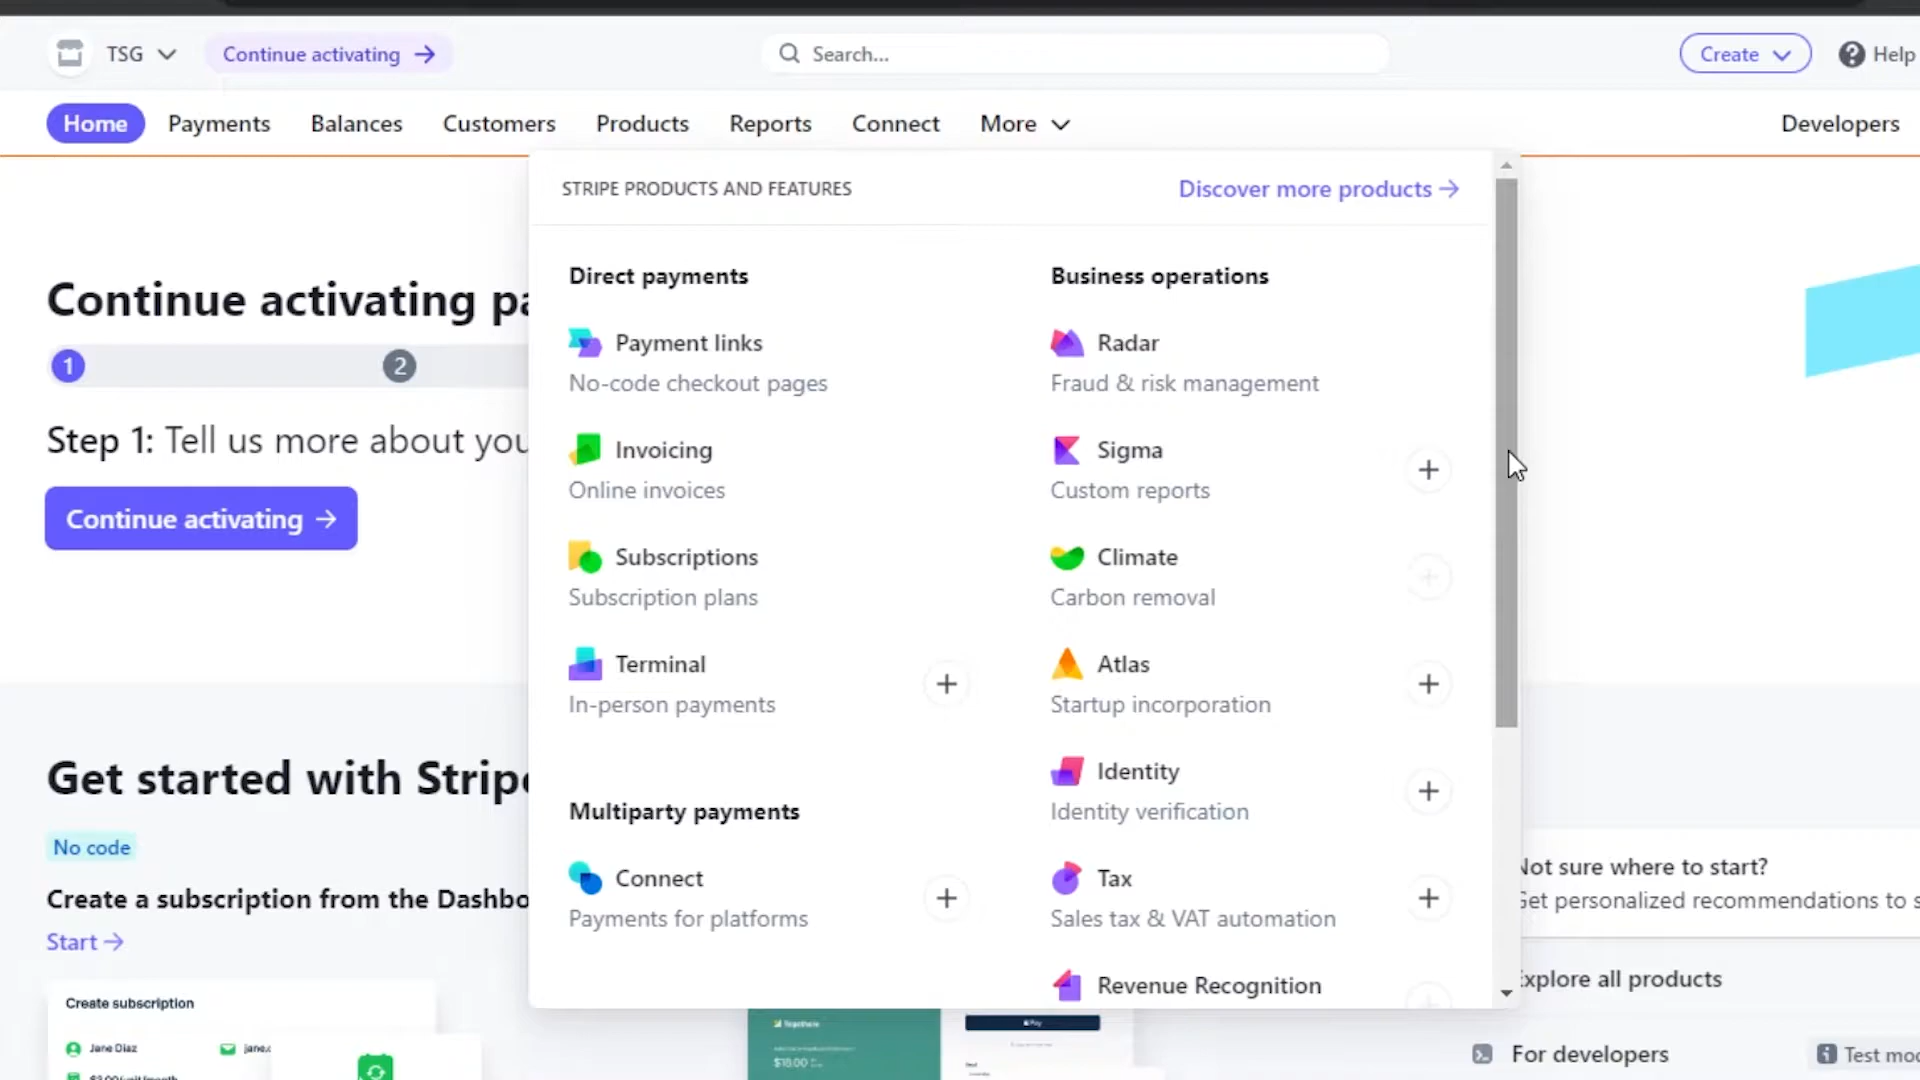 TSG
Continue activating →
Search...
Create
Help
Home
Payments
Balances
Customers
Products
Reports
Connect
More
Developers
STRIPE PRODUCTS AND FEATURES
Discover more products →
Continue activating
1
2
Step 1: Tell us more about
Continue activating →
Direct payments
Payment links
No-code checkout pages
Invoicing
Online invoices
Subscriptions
Subscription plans
Terminal
In-person payments
Multiparty payments
Connect
Payments for platforms
Business operations
Radar
Fraud & risk management
Sigma
Custom reports
Climate
Carbon removal
Atlas
Startup incorporation
Identity
Identity verification
Tax
Sales tax & VAT automation
Revenue Recognition
Get started with
No code
Create a subscription from the
Start →
Create subscription
Jane Diaz
$18.00
Pay
Not sure where to start?
Get personalized recommendations to
Explore all products
For developers
Test